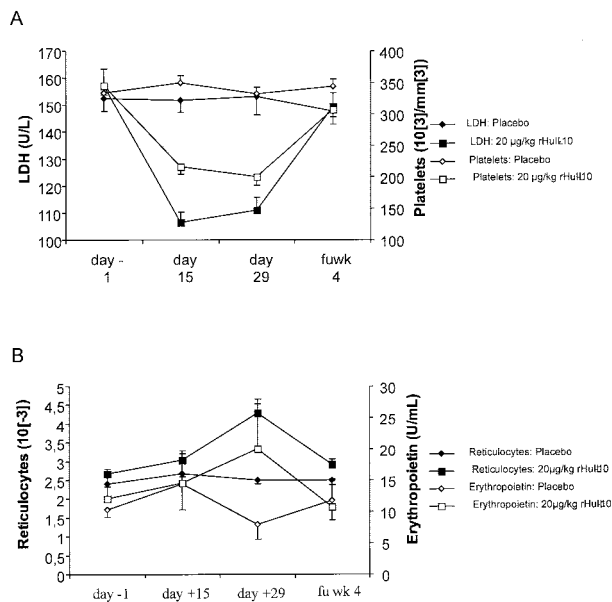 A
LDH (U/L)
160
150
140
130
120
110
100
170
Platelets (10[3]/mm[3])
400
350
300
250
200
150
100
day -
1
day
15
day
29
fuwk
4
LDH: Placebo
LDH: 20 µg/kg rHuIL10
Platelets: Placebo
Platelets: 20 µg/kg rHuIL10
B
Reticulocytes (10[-3])
5
4,5
4
3,5
3
2,5
2
1,5
1
0,5
0
Erythropoietin (U/mL)
30
25
20
15
10
5
0
day -1
day +15
day +29
fu wk 4
Reticulocytes: Placebo
Reticulocytes: 20µg/kg rHuIL10
Erythropoietin: Placebo
Erythropoietin: 20µg/kg rHuIL10